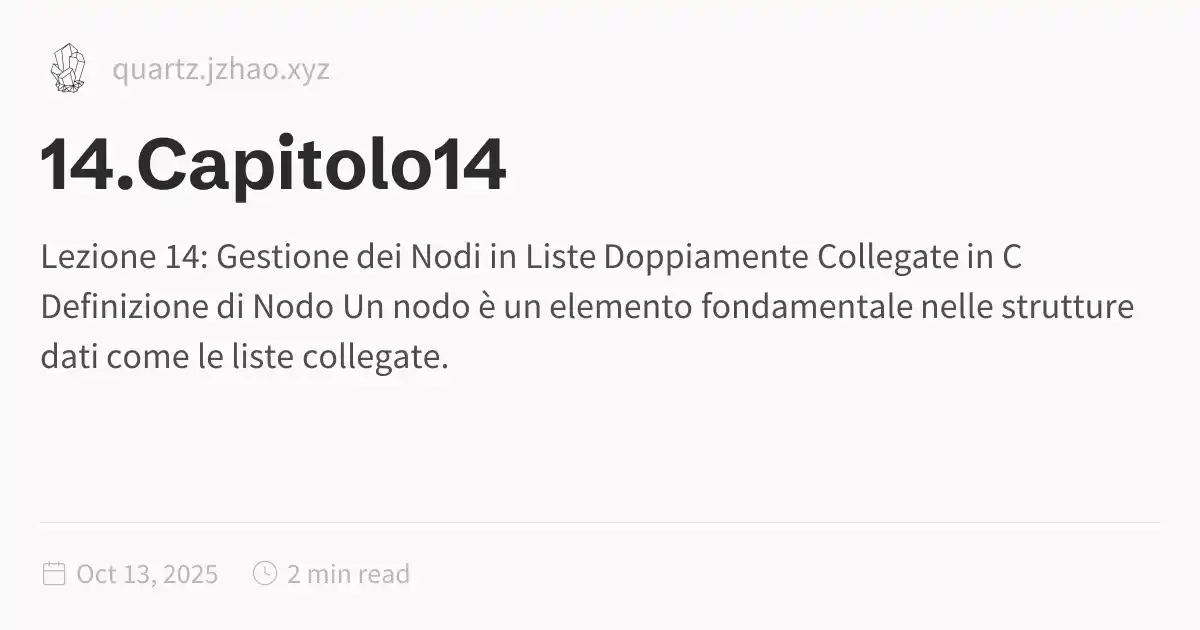 quartz.jzhao.xyz
14.Capitolo14
Lezione 14: Gestione dei Nodi in Liste Doppiamente Collegate in C
Definizione di Nodo Un nodo è un elemento fondamentale nelle strutture
dati come le liste collegate.
Oct 13, 2025
2 min read